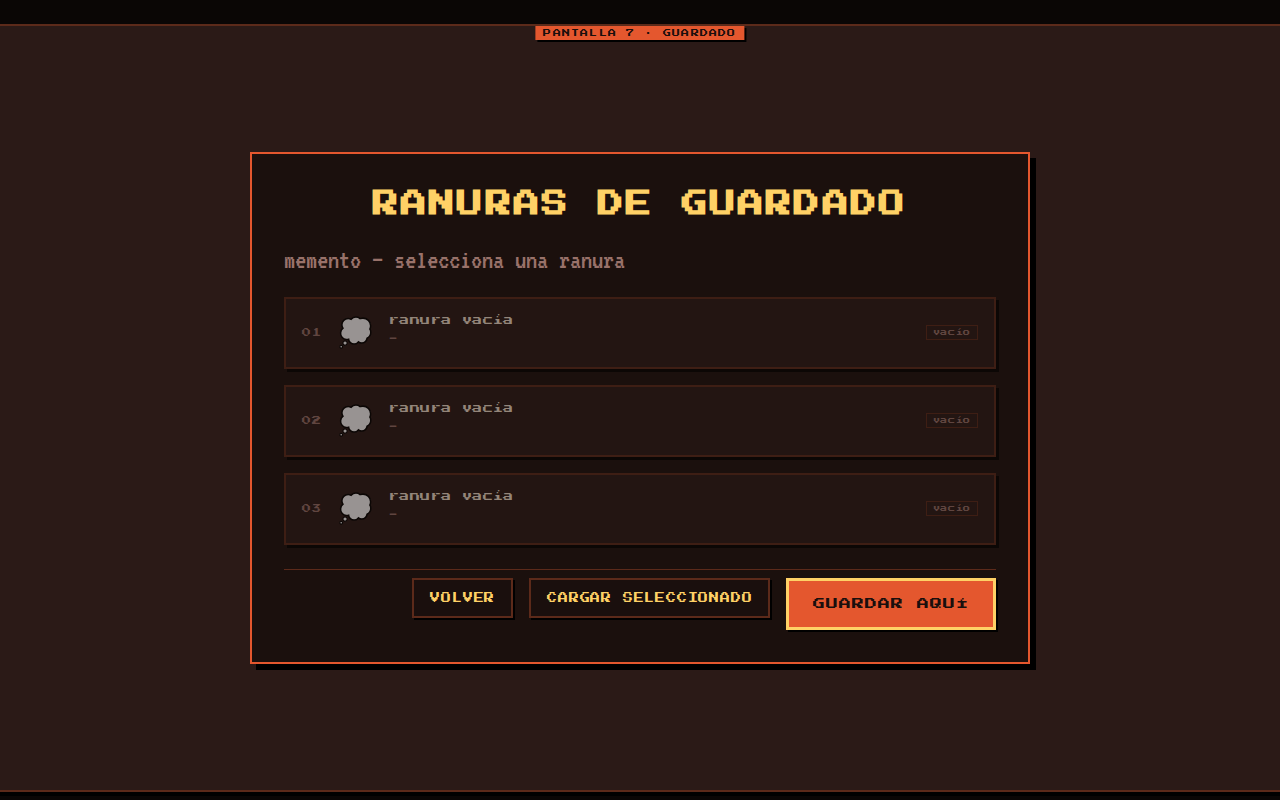 PANTALLA 7 · GUARDADO
RANURAS DE GUARDADO
memento — selecciona una ranura
01
ranura vacía
—
vacío
02
ranura vacía
—
vacío
03
ranura vacía
—
vacío
VOLVER
CARGAR SELECCIONADO
GUARDAR AQUí